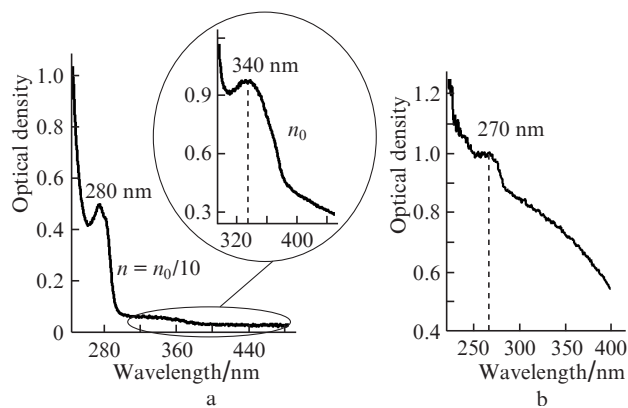 Optical density
1.0
0.8
0.6
0.4
0.2
0
280 nm
n = n0/10
280
360
440
Wavelength/nm
a
340 nm
n0
0.9
0.6
0.3
320
400
Optical density
1.2
1.0
0.8
0.6
0.4
270 nm
250
300
350
400
Wavelength/nm
b